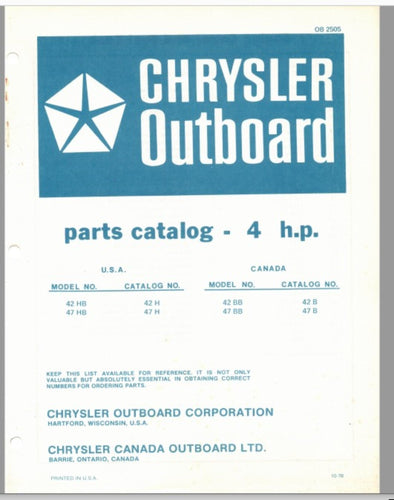 OB 2505
CHRYSLER
Outboard
parts catalog - 4 h.p.
U.S.A. CANADA
MODEL NO. CATALOG NO. MODEL NO. CATALOG NO.
42 HB 42 H 42 BB 42 B
47 HB 47 H 47 BB 47 B
KEEP THIS LIST AVAILABLE FOR REFERENCE. IT IS NOT ONLY
VALUABLE BUT ABSOLUTELY ESSENTIAL IN OBTAINING CORRECT
NUMBERS FOR ORDERING PARTS.
CHRYSLER OUTBOARD CORPORATION
HARTFORD, WISCONSIN, U.S.A.
CHRYSLER CANADA OUTBOARD LTD.
BARRIE, ONTARIO, CANADA
PRINTED IN U.S.A.